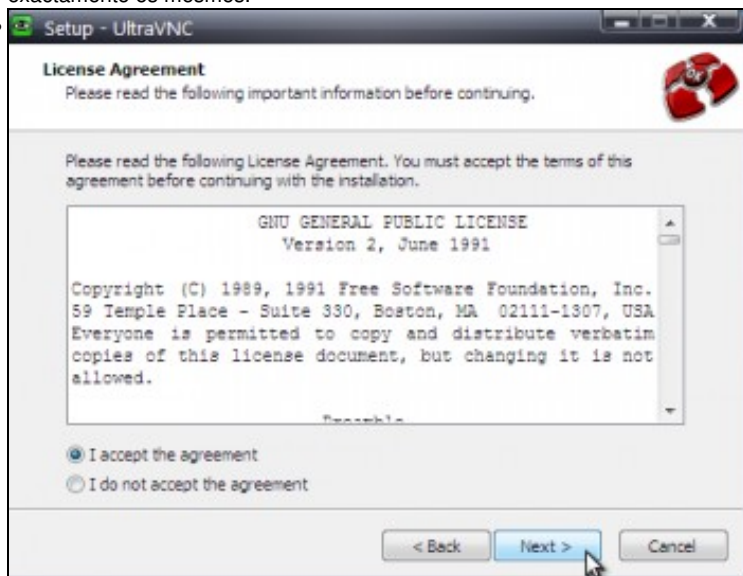 exactamente os mesmos.
Setup - UltraVNC
License Agreement
Please read the following important information before continuing.
Please read the following License Agreement. You must accept the terms of this
agreement before continuing with the installation.
GNU GENERAL PUBLIC LICENSE
Version 2, June 1991
Copyright (C) 1989, 1991 Free Software Foundation, Inc.
59 Temple Place - Suite 330, Boston, MA 02111-1307, USA
Everyone is permitted to copy and distribute verbatim
copies of this license document, but changing it is not
allowed.
Preamble
I accept the agreement
I do not accept the agreement
< Back
Next >
Cancel